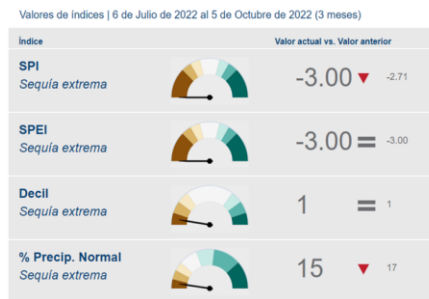 Valores de índices | 6 de Julio de 2022 al 5 de Octubre de 2022 (3 meses)
Índice Valor actual vs. Valor anterior
SPI
Sequía extrema
-3.00 -2.71
SPEI
Sequía extrema
-3.00 = -3.00
Decil
Sequía extrema
1 = 1
% Precip. Normal
Sequía extrema
15 17